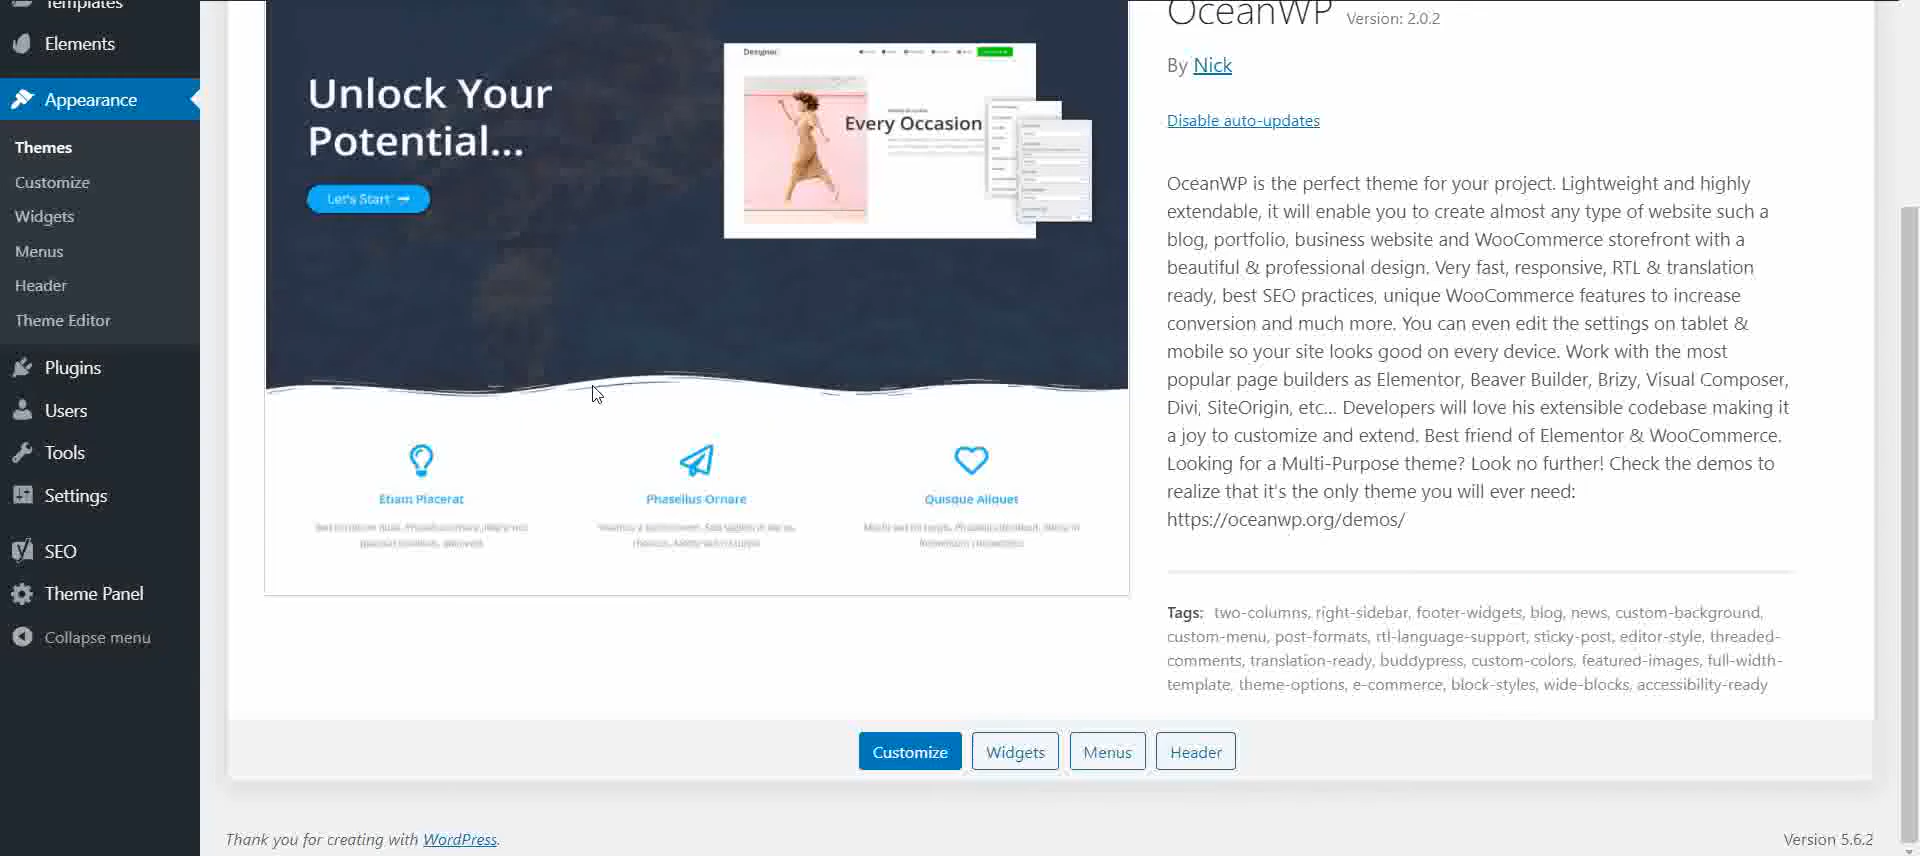 Templates
Elements
Appearance
Themes
Customize
Widgets
Menus
Header
Theme Editor
Plugins
Users
Tools
Settings
SEO
Theme Panel
Collapse menu
Unlock Your
Potential...
Let's Start
Designer
Every Occasion
Etiam Placerat
Phasellus Ornare
Quisque Aliquet
OceanWP Version: 2.0.2
By Nick
Disable auto-updates
OceanWP is the perfect theme for your project. Lightweight and highly
extendable, it will enable you to create almost any type of website such a
blog, portfolio, business website and WooCommerce storefront with a
beautiful & professional design. Very fast, responsive, RTL & translation
ready, best SEO practices, unique WooCommerce features to increase
conversion and much more. You can even edit the settings on tablet &
mobile so your site looks good on every device. Work with the most
popular page builders as Elementor, Beaver Builder, Brizy, Visual Composer,
Divi, SiteOrigin, etc... Developers will love his extensible codebase making it
a joy to customize and extend. Best friend of Elementor & WooCommerce.
Looking for a Multi-Purpose theme? Look no further! Check the demos to
realize that it's the only theme you will ever need:
https://oceanwp.org/demos/
Tags: two-columns, right-sidebar, footer-widgets, blog, news, custom-background,
custom-menu, post-formats, rtl-language-support, sticky-post, editor-style, threaded-
comments, translation-ready, buddypress, custom-colors, featured-images, full-width-
template, theme-options, e-commerce, block-styles, wide-blocks, accessibility-ready
Customize Widgets Menus Header
Thank you for creating with WordPress.
Version 5.6.2